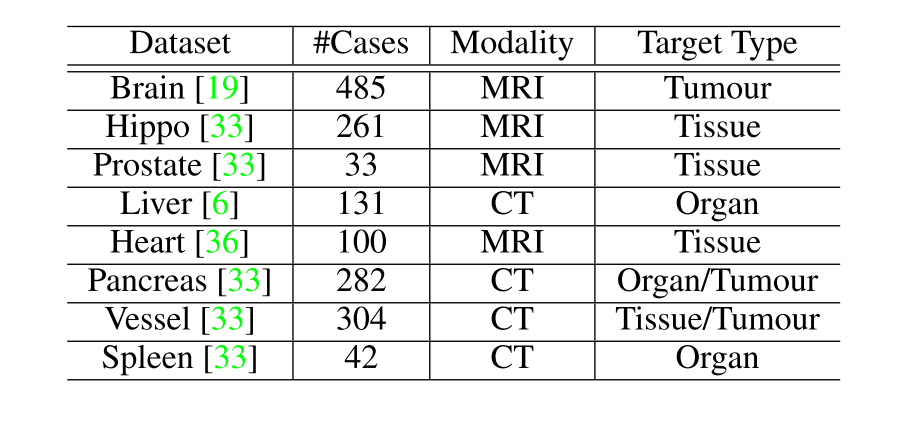 Dataset #Cases Modality Target Type
Brain [19] 485 MRI Tumour
Hippo [33] 261 MRI Tissue
Prostate [33] 33 MRI Tissue
Liver [6] 131 CT Organ
Heart [36] 100 MRI Tissue
Pancreas [33] 282 CT Organ/Tumour
Vessel [33] 304 CT Tissue/Tumour
Spleen [33] 42 CT Organ